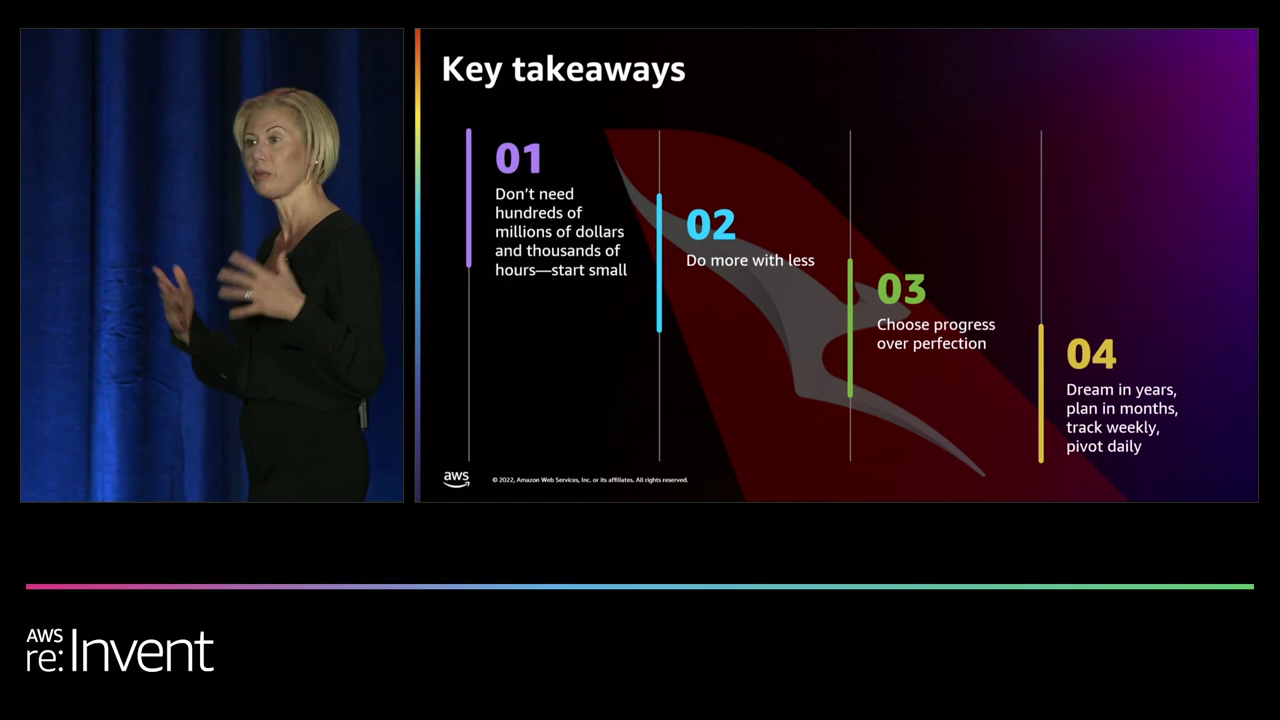 Key takeaways
01
Don't need
hundreds of
millions of dollars
and thousands of
hours—start small
02
Do more with less
03
Choose progress
over perfection
04
Dream in years,
plan in months,
track weekly,
pivot daily
aws
© 2022, Amazon Web Services, Inc. or its affiliates. All rights reserved.
AWS
re:Invent